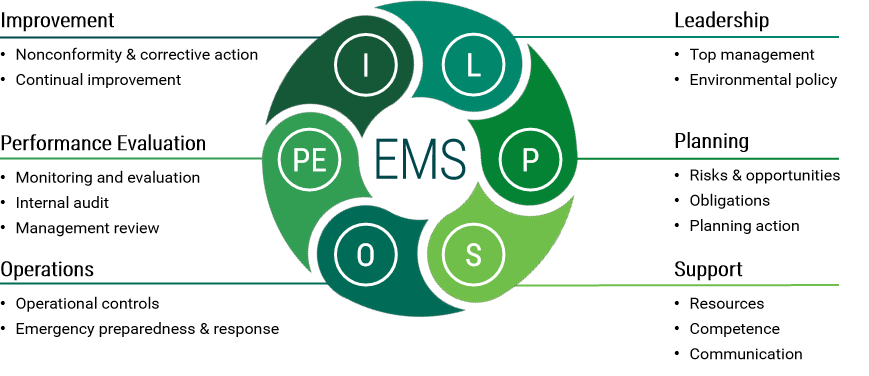 Improvement
• Nonconformity & corrective action
• Continual improvement
Performance Evaluation
• Monitoring and evaluation
• Internal audit
• Management review
Operations
• Operational controls
• Emergency preparedness & response
I
L
PE
EMS
P
O
S
Leadership
• Top management
• Environmental policy
Planning
• Risks & opportunities
• Obligations
• Planning action
Support
• Resources
• Competence
• Communication